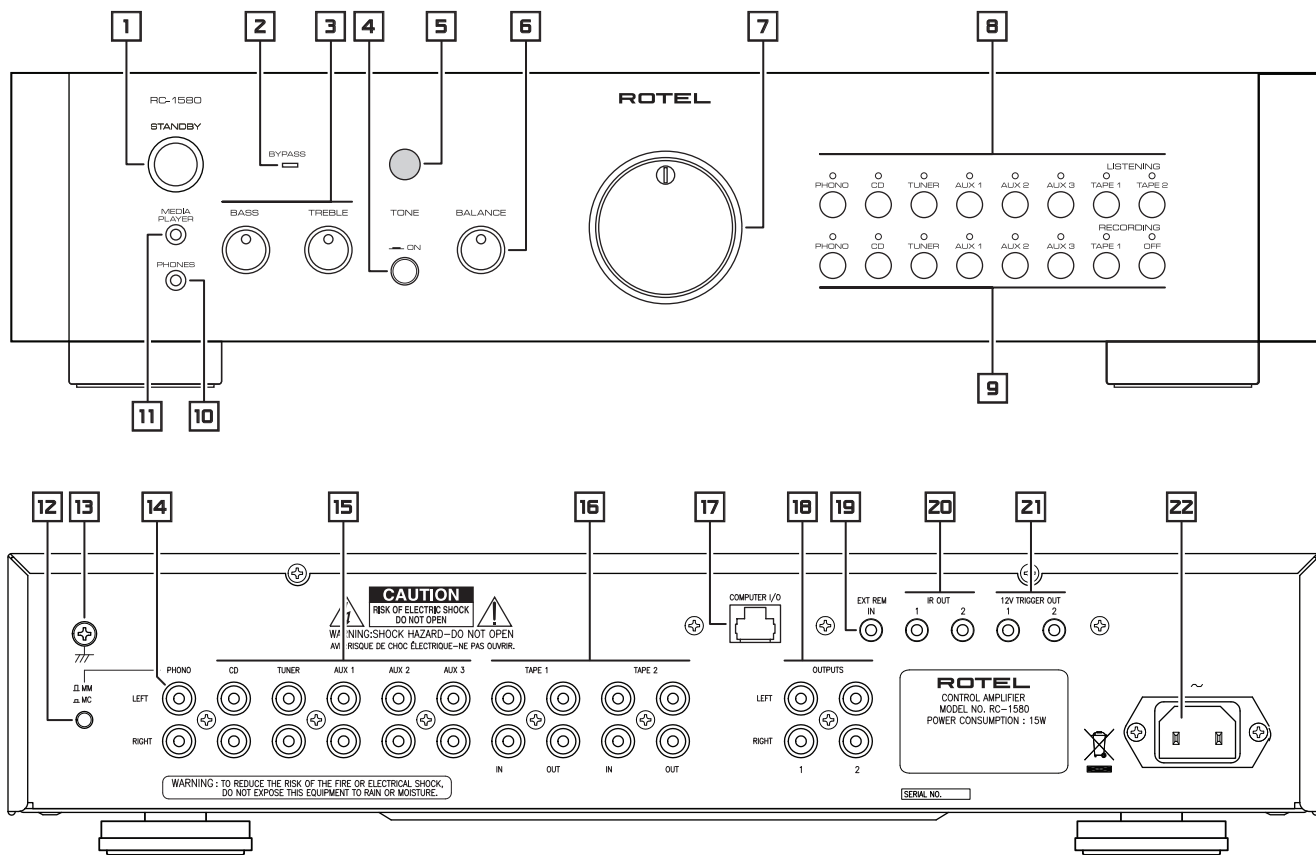 1 2 3 4 5 6 7 8
RC-1580
ROTEL
STANDBY
BYPASS
LISTENING
PHONO CD TUNER AUX 1 AUX 2 AUX 3 TAPE 1 TAPE 2
MEDIA
PLAYER
BASS TREBLE TONE BALANCE
ON
RECORDING
PHONO CD TUNER AUX 1 AUX 2 AUX 3 TAPE 1 OFF
PHONES
9
11 10
12 13 14 15 16 17 18 19 20 21 22
CAUTION
RISK OF ELECTRIC SHOCK
DO NOT OPEN
WARNING:SHOCK HAZARD-DO NOT OPEN
RISQUE DE CHOC ÉLECTRIQUE-NE PAS OUVRIR.
COMPUTER I/O
EXT REM
IN
IR OUT
1 2
12V TRIGGER OUT
1 2
PHONO CD TUNER AUX 1 AUX 2 AUX 3 TAPE 1 TAPE 2 OUTPUTS
MM
MC
LEFT
LEFT
RIGHT
RIGHT
IN OUT IN OUT
1 2
ROTEL
CONTROL AMPLIFIER
MODEL NO. RC-1580
POWER CONSUMPTION : 15W
WARNING : TO REDUCE THE RISK OF THE FIRE OR ELECTRICAL SHOCK,
DO NOT EXPOSE THIS EQUIPMENT TO RAIN OR MOISTURE.
SERIAL NO.